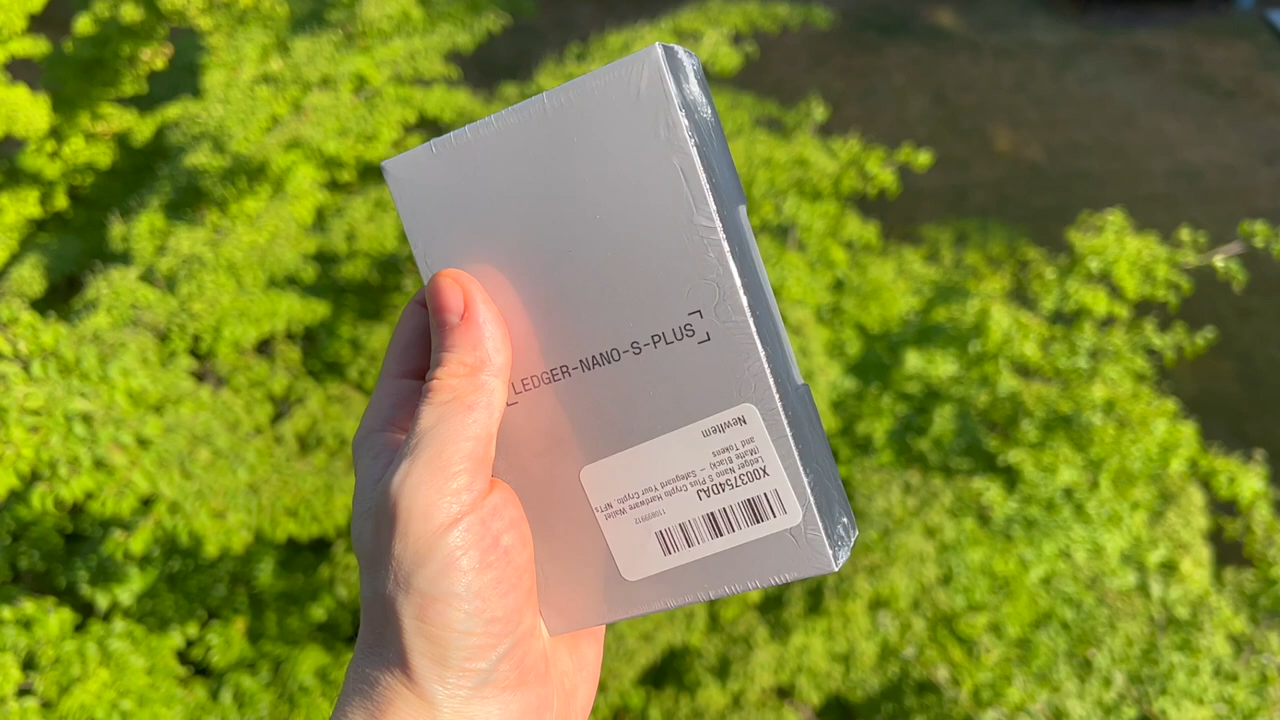 LEDGER-NANO-S-PLUS
X003754DAJ
Ledger Nano S Plus Crypto Hardware Wallet
(Matte Black) – Safeguard Your Crypto, NFTs
and Tokens
NewItem
110899912